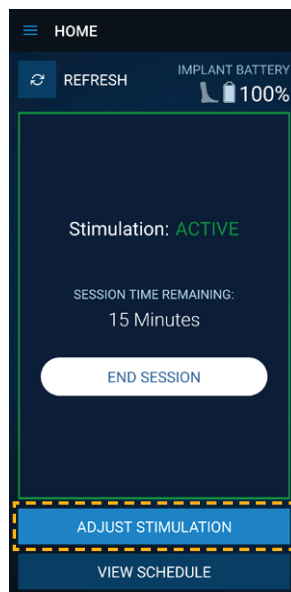 HOME
REFRESH
IMPLANT BATTERY
100%
Stimulation: ACTIVE
SESSION TIME REMAINING:
15 Minutes
END SESSION
ADJUST STIMULATION
VIEW SCHEDULE